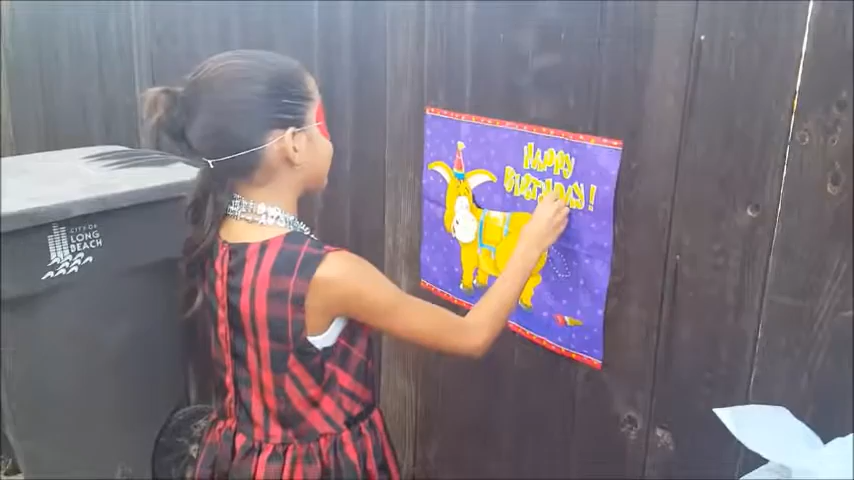 CITY OF
LONG
BEACH
HAPPY
BIRTHDAY!